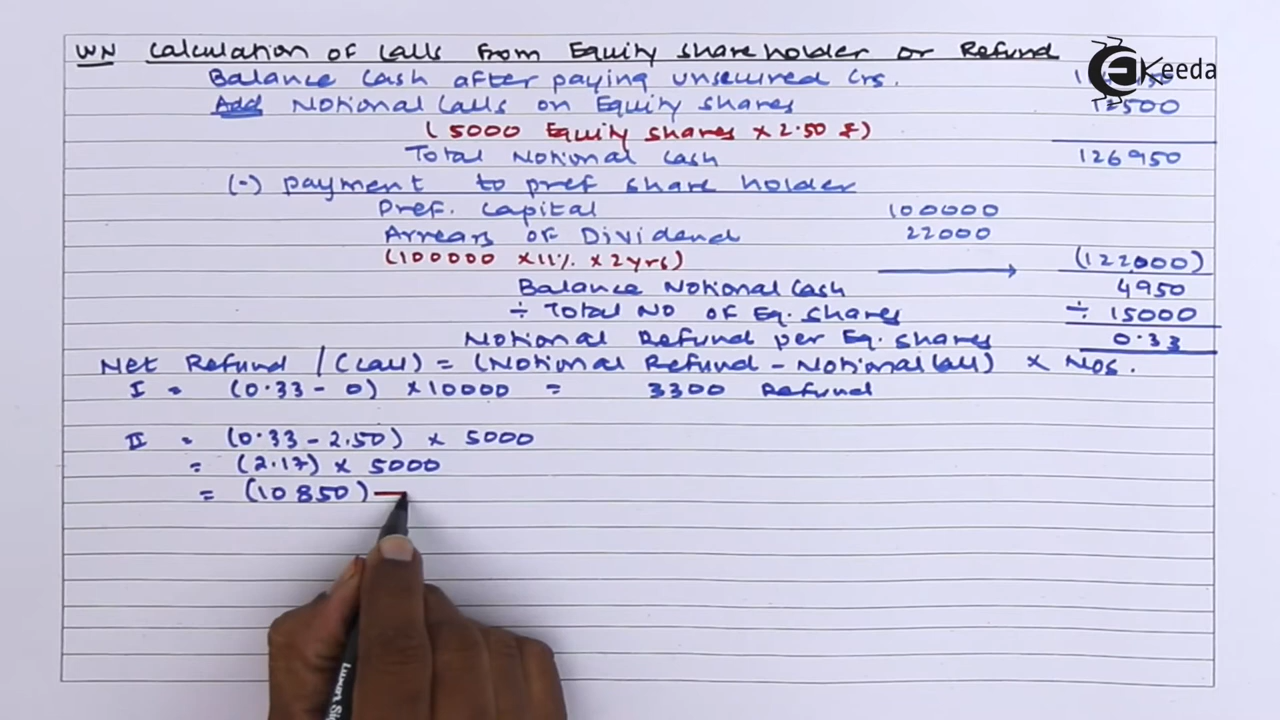 WN Calculation of Calls from Equity share holder or Refund
Balance Cash after paying unsecured Crs.
Keeda
Add Notional Calls on Equity shares 12500
(5000 Equity shares × 2.50 ₹)
Total Notional Cash 126950
(-) payment to pref share holder
Pref. Capital 100000
Arrears of Dividend 22000
(100000 × 11% × 2yrs) (122000)
Balance Notional Cash 4950
÷ Total No of Eq. shares ÷ 15000
Notional Refund per Eq. shares 0.33
Net Refund / (Call) = (Notional Refund - Notional Call) × Nos.
I = (0.33 - 0) × 10000 = 3300 Refund
II = (0.33 - 2.50) × 5000
= (2.17) × 5000
= (10850) —
Luxor